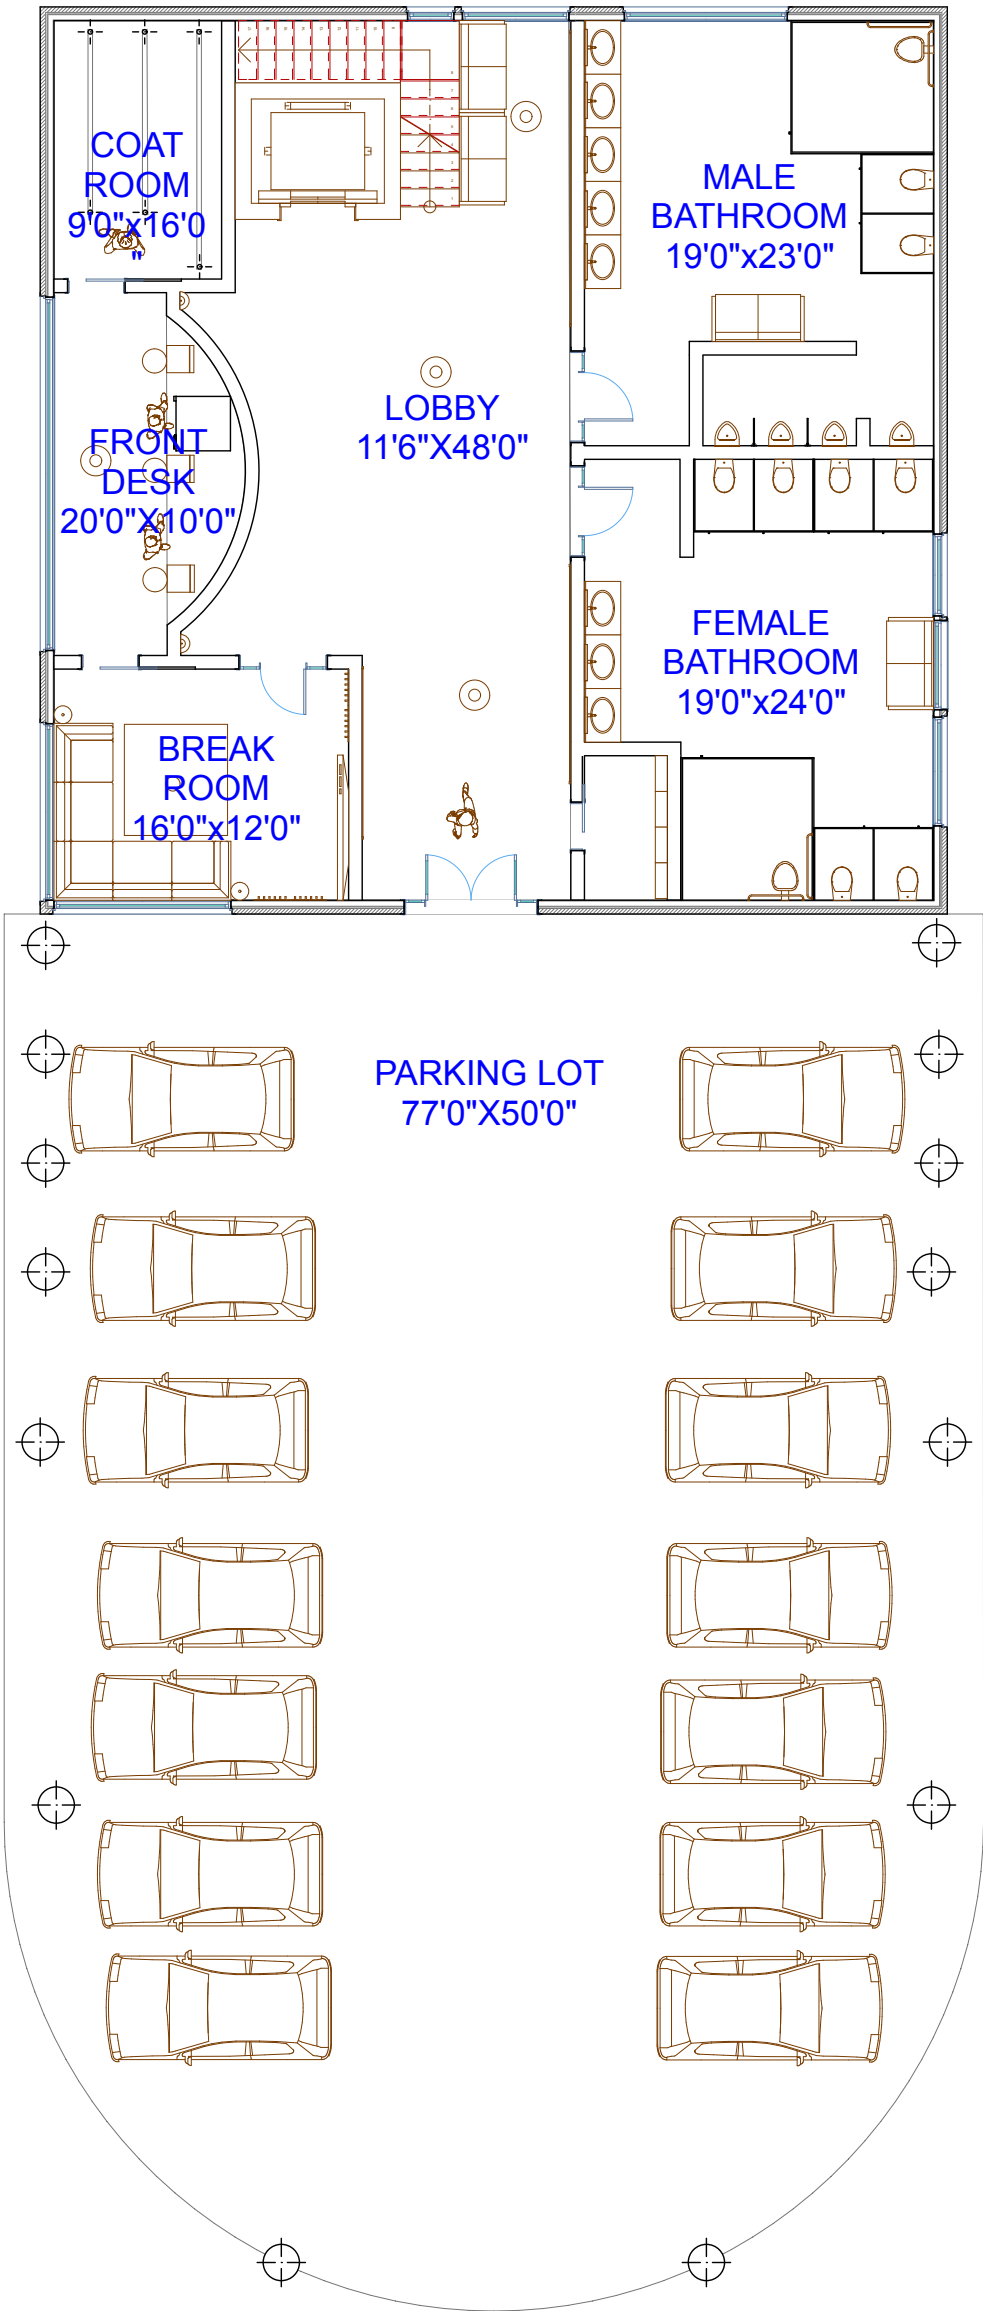 COAT
ROOM
9'0"x16'0
MALE
BATHROOM
19'0"x23'0"
LOBBY
11'6"X48'0"
FRONT
DESK
20'0"X10'0"
FEMALE
BATHROOM
19'0"x24'0"
BREAK
ROOM
16'0"x12'0"
PARKING LOT
77'0"X50'0"